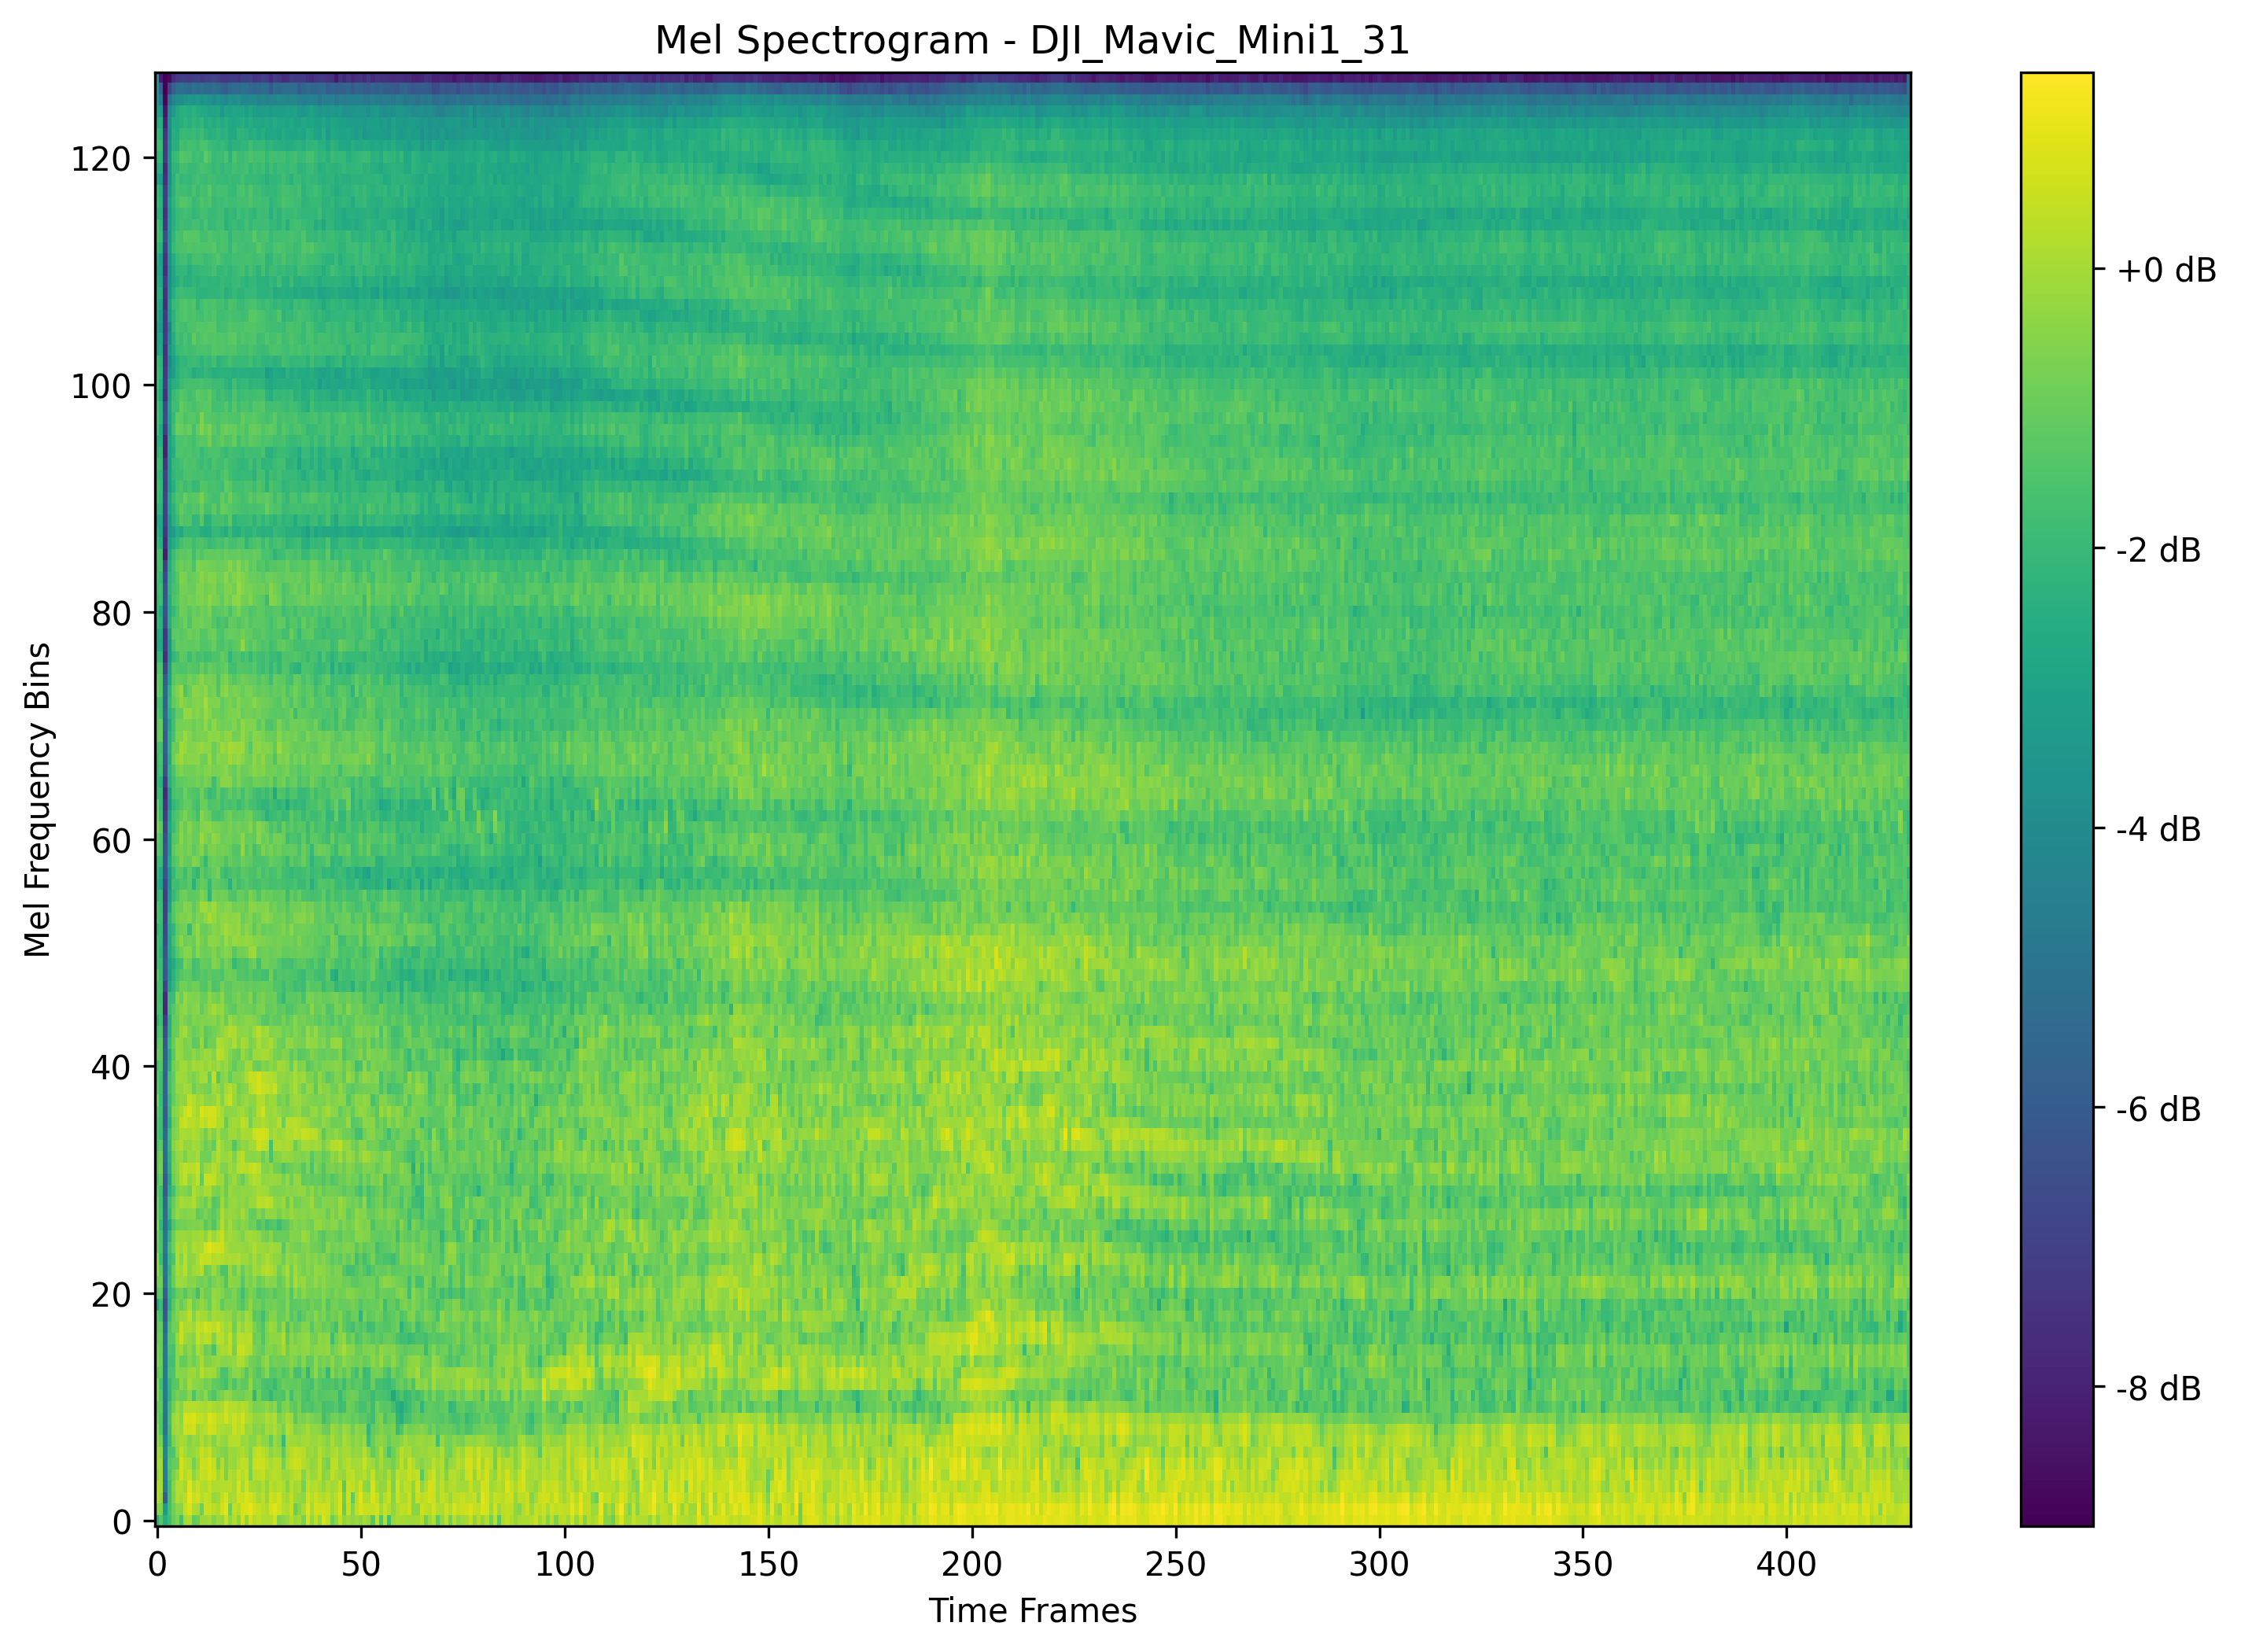 Mel Spectrogram - DJI_Mavic_Mini1_31
Mel Frequency Bins
120
100
80
60
40
20
0
0 50 100 150 200 250 300 350 400
Time Frames
+0 dB
-2 dB
-4 dB
-6 dB
-8 dB